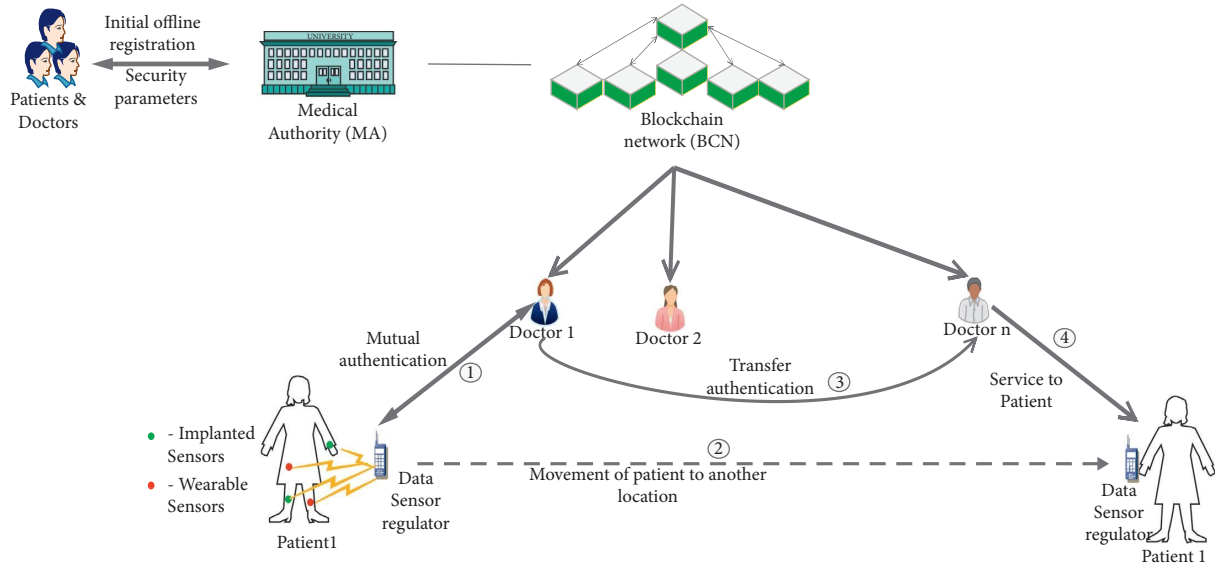 Initial offline
registration
Security
parameters
Patients &
Doctors
UNIVERSITY
Medical
Authority (MA)
Blockchain
network (BCN)
Doctor 1
Doctor 2
Doctor n
Mutual
authentication
1
Transfer
authentication
3
4
Service to
Patient
- Implanted
Sensors
- Wearable
Sensors
2
Movement of patient to another
location
Data
Sensor
regulator
Patient1
Data
Sensor
regulator
Patient 1